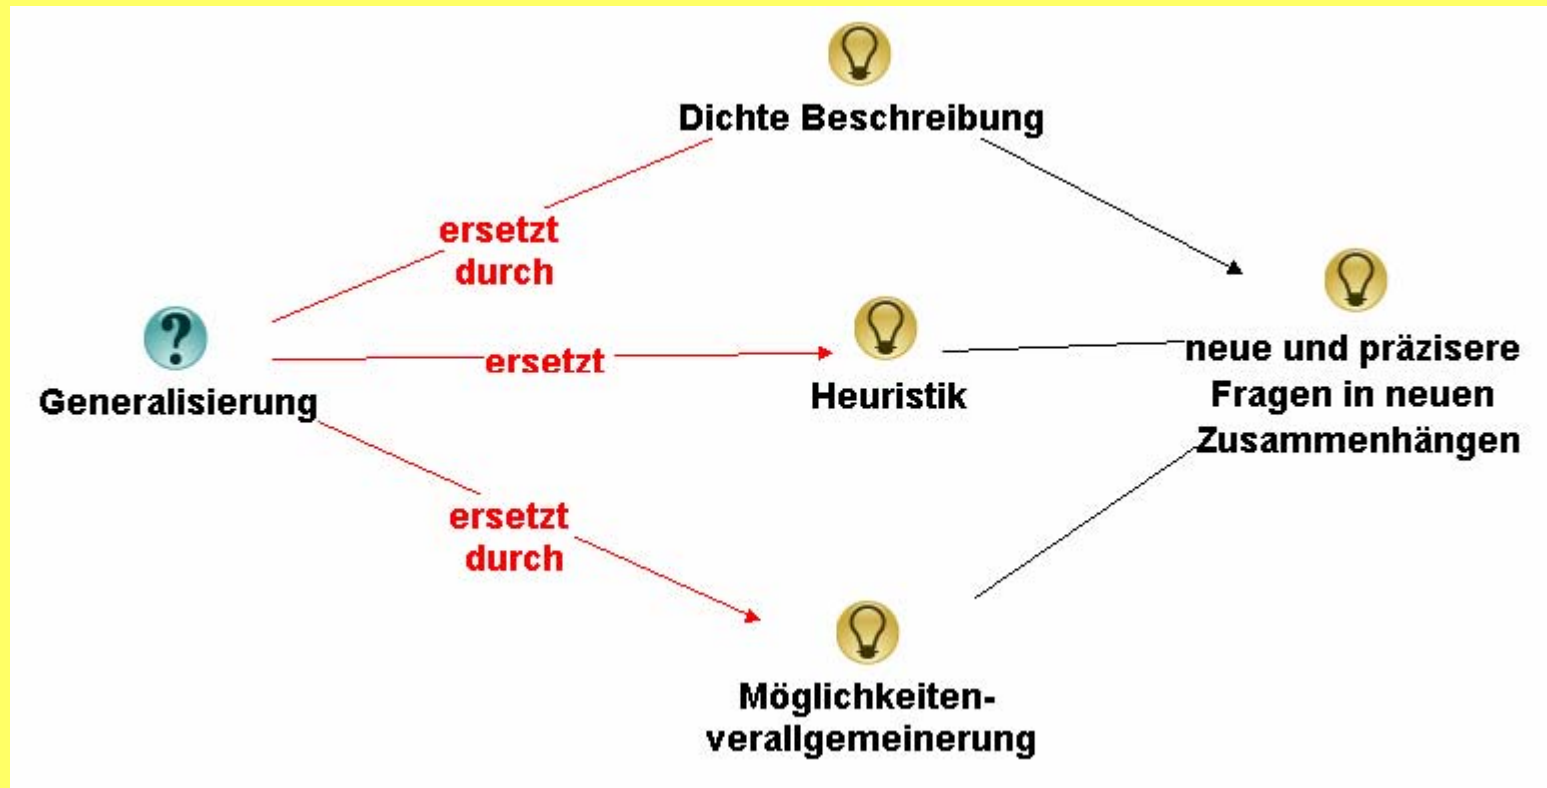 Dichte Beschreibung
ersetzt
durch
Generalisierung
ersetzt
Heuristik
neue und präzisere
Fragen in neuen
Zusammenhängen
ersetzt
durch
Möglichkeiten-
verallgemeinerung